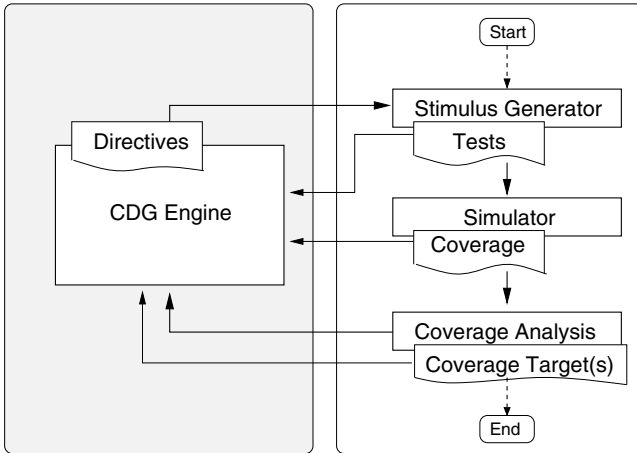 Start
Stimulus Generator
Directives
Tests
CDG Engine
Simulator
Coverage
Coverage Analysis
Coverage Target(s)
End